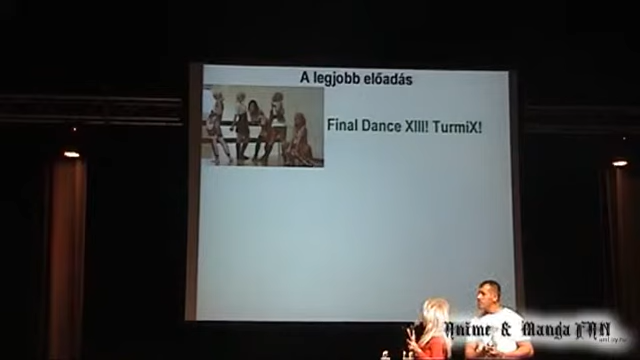 A legjobb előadás
Final Dance XIII! TurmiX!
Anime & Manga FAN